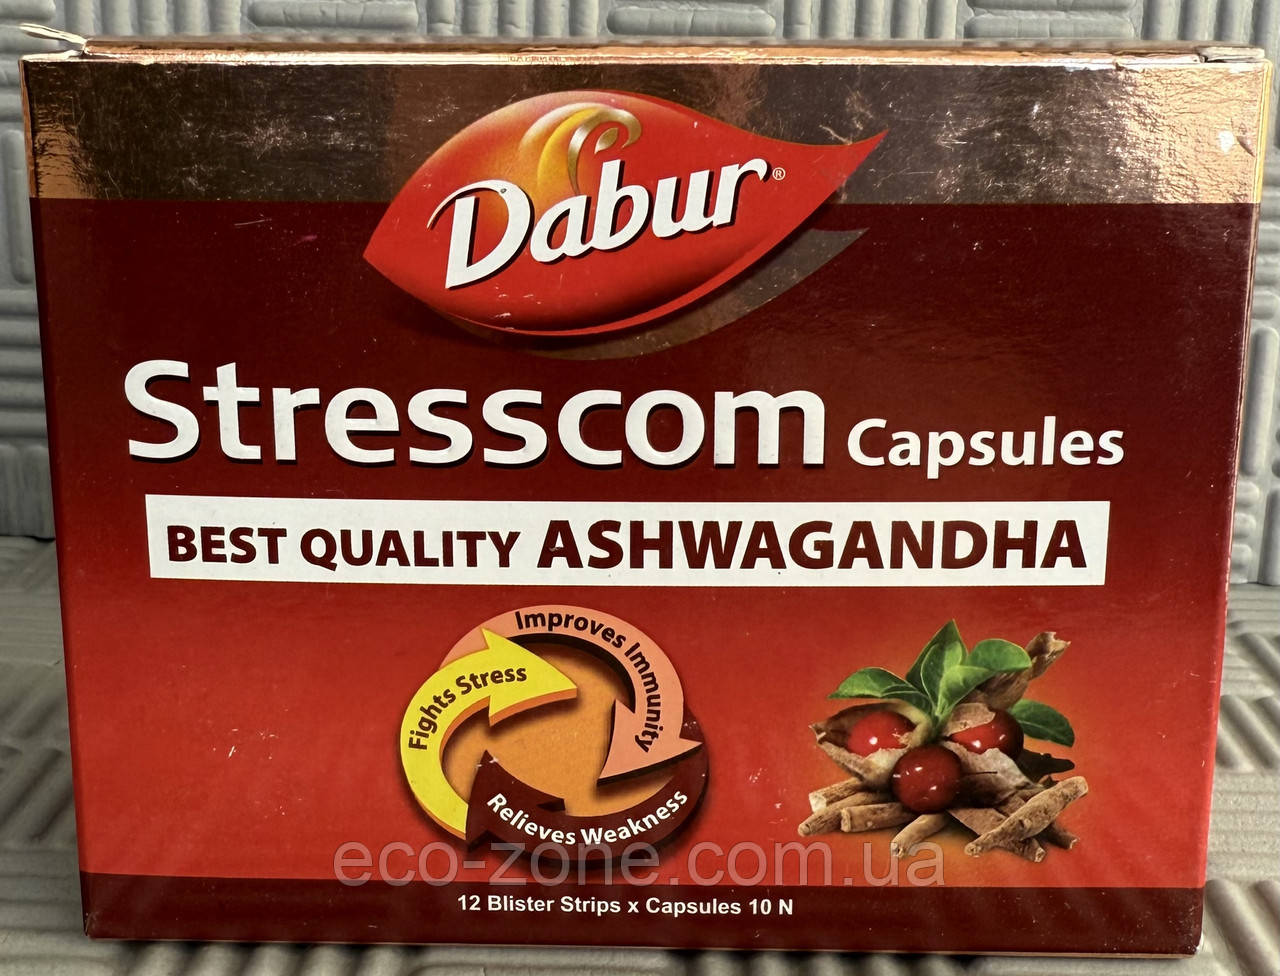 Dabur®
Stresscom Capsules
BEST QUALITY ASHWAGANDHA
Improves Immunity
Fights Stress
Relieves Weakness
eco-zone.com.ua
12 Blister Strips x Capsules 10 N